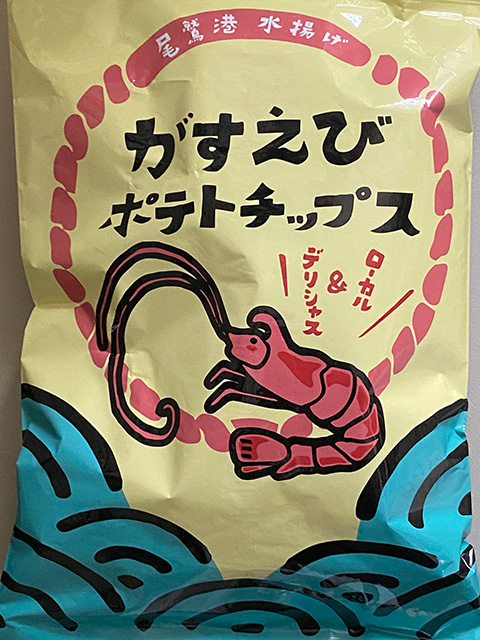 尾鷲港水揚げ
がすえび
ポテトチップス
ローカル
&
デリシャス